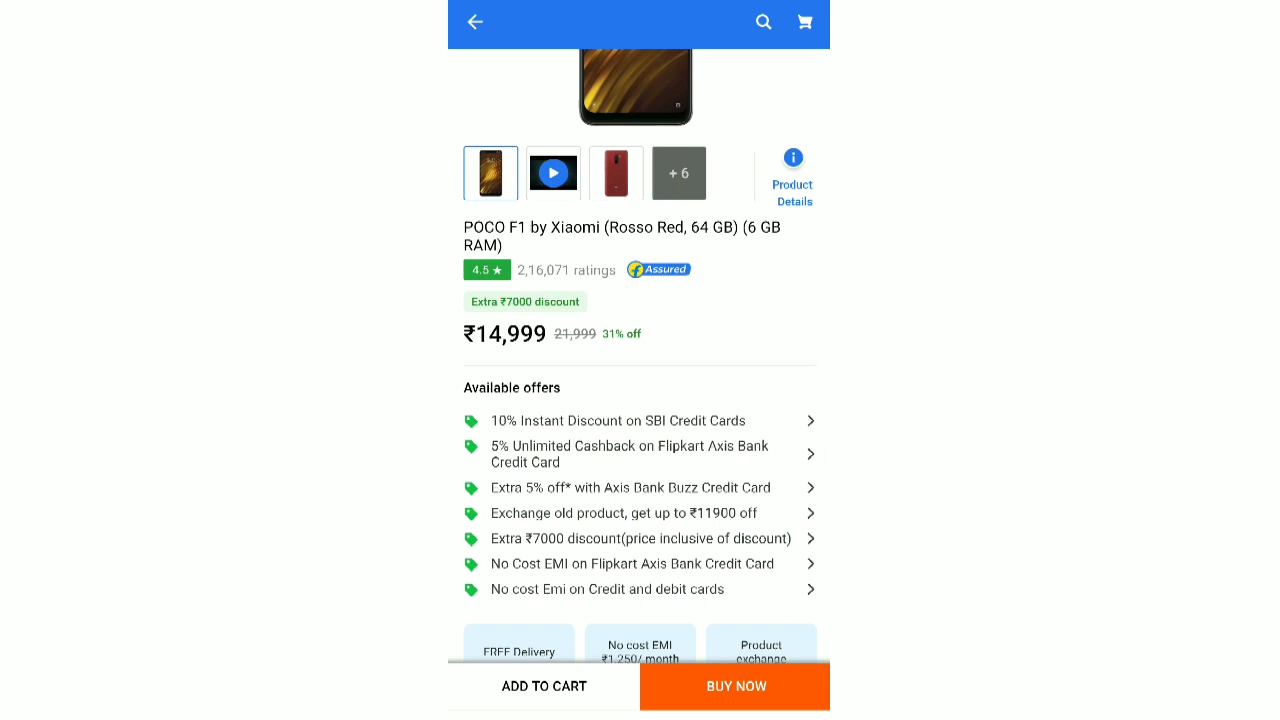 + 6
Product
Details
POCO F1 by Xiaomi (Rosso Red, 64 GB) (6 GB
RAM)
4.5 ★ 2,16,071 ratings f Assured
Extra ₹7000 discount
₹14,999 21,999 31% off
Available offers
10% Instant Discount on SBI Credit Cards
5% Unlimited Cashback on Flipkart Axis Bank
Credit Card
Extra 5% off* with Axis Bank Buzz Credit Card
Exchange old product, get up to ₹11900 off
Extra ₹7000 discount(price inclusive of discount)
No Cost EMI on Flipkart Axis Bank Credit Card
No cost Emi on Credit and debit cards
FREE Delivery
No cost EMI
₹1,250/ month
Product
exchange
ADD TO CART
BUY NOW